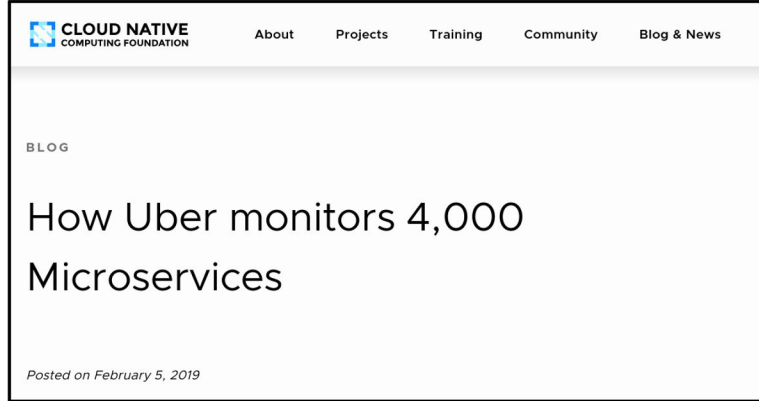 CLOUD NATIVE
COMPUTING FOUNDATION
About Projects Training Community Blog & News
BLOG
How Uber monitors 4,000
Microservices
Posted on February 5, 2019